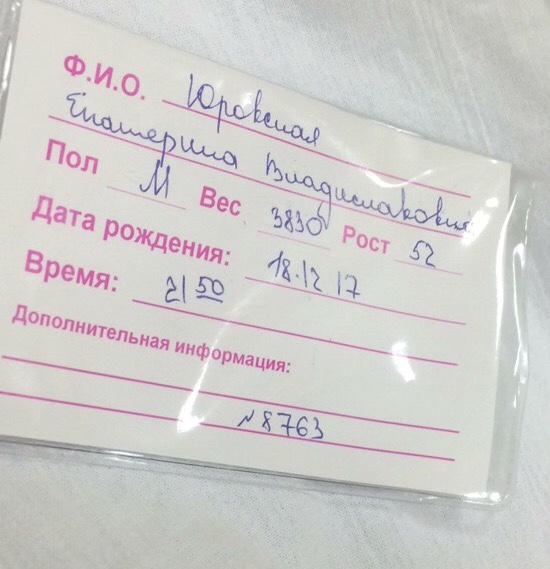 Ф.И.О. Юровская
Екатерина Владиславовна
Пол М Вес 3830 Рост 52
Дата рождения: 18.12 17
Время: 21 50
Дополнительная информация:
№8763